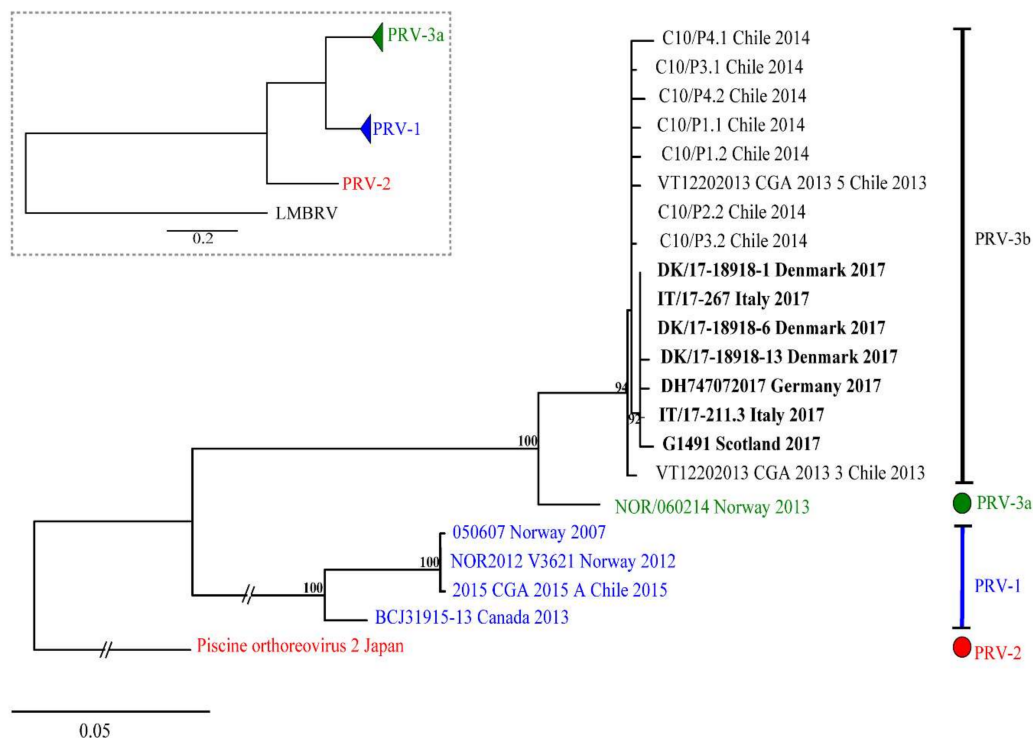 PRV-3a
PRV-1
PRV-2
LMBRV
0.2
C10/P4.1 Chile 2014
C10/P3.1 Chile 2014
C10/P4.2 Chile 2014
C10/P1.1 Chile 2014
C10/P1.2 Chile 2014
VT12202013 CGA 2013 5 Chile 2013
C10/P2.2 Chile 2014
C10/P3.2 Chile 2014
DK/17-18918-1 Denmark 2017
IT/17-267 Italy 2017
DK/17-18918-6 Denmark 2017
DK/17-18918-13 Denmark 2017
94
DH747072017 Germany 2017
92
IT/17-211.3 Italy 2017
100
G1491 Scotland 2017
VT12202013 CGA 2013 3 Chile 2013
PRV-3b
NOR/060214 Norway 2013
PRV-3a
050607 Norway 2007
100
NOR2012 V3621 Norway 2012
100
2015 CGA 2015 A Chile 2015
BCJ31915-13 Canada 2013
PRV-1
Piscine orthoreovirus 2 Japan
PRV-2
0.05